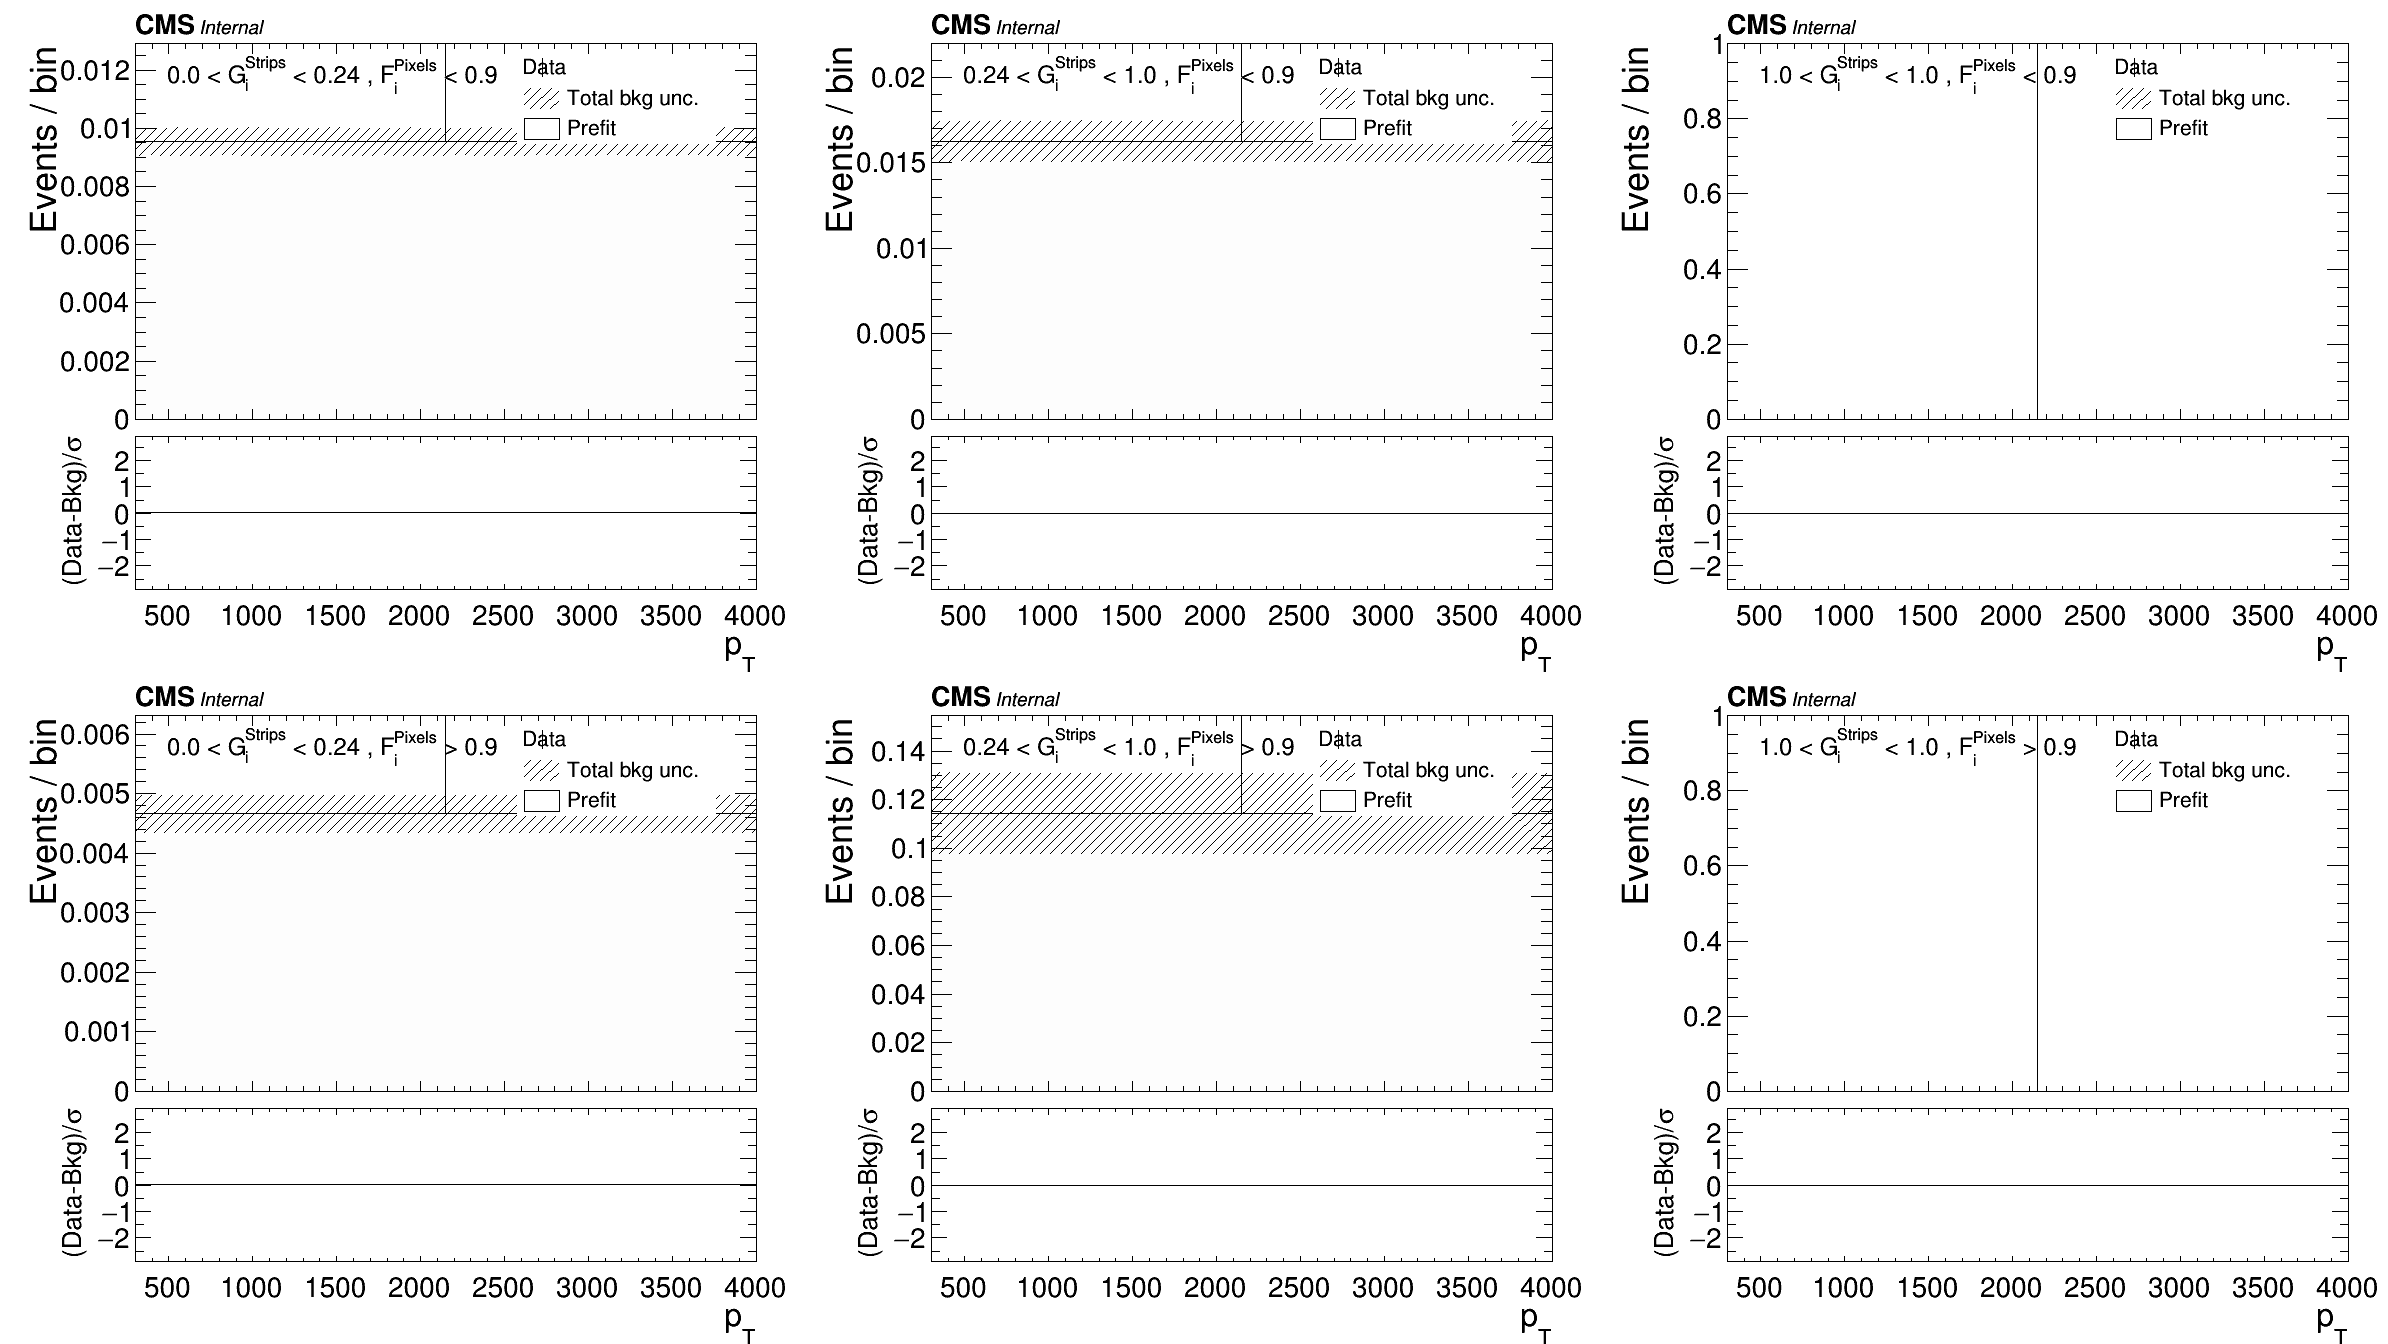 CMS Internal
Events / bin
0.0 < G_i^Strips < 0.24 , F_i^Pixels < 0.9
Data
Total bkg unc.
Prefit
0.012
0.01
0.008
0.006
0.004
0.002
0
(Data-Bkg)/σ
2
1
0
−1
−2
500 1000 1500 2000 2500 3000 3500 4000
p_T
CMS Internal
Events / bin
0.24 < G_i^Strips < 1.0 , F_i^Pixels < 0.9
Data
Total bkg unc.
Prefit
0.02
0.015
0.01
0.005
0
(Data-Bkg)/σ
2
1
0
−1
−2
500 1000 1500 2000 2500 3000 3500 4000
p_T
CMS Internal
Events / bin
1.0 < G_i^Strips < 1.0 , F_i^Pixels < 0.9
Data
Total bkg unc.
Prefit
1
0.8
0.6
0.4
0.2
0
(Data-Bkg)/σ
2
1
0
−1
−2
500 1000 1500 2000 2500 3000 3500 4000
p_T
CMS Internal
Events / bin
0.0 < G_i^Strips < 0.24 , F_i^Pixels > 0.9
Data
Total bkg unc.
Prefit
0.006
0.005
0.004
0.003
0.002
0.001
0
(Data-Bkg)/σ
2
1
0
−1
−2
500 1000 1500 2000 2500 3000 3500 4000
p_T
CMS Internal
Events / bin
0.24 < G_i^Strips < 1.0 , F_i^Pixels > 0.9
Data
Total bkg unc.
Prefit
0.14
0.12
0.1
0.08
0.06
0.04
0.02
0
(Data-Bkg)/σ
2
1
0
−1
−2
500 1000 1500 2000 2500 3000 3500 4000
p_T
CMS Internal
Events / bin
1.0 < G_i^Strips < 1.0 , F_i^Pixels > 0.9
Data
Total bkg unc.
Prefit
1
0.8
0.6
0.4
0.2
0
(Data-Bkg)/σ
2
1
0
−1
−2
500 1000 1500 2000 2500 3000 3500 4000
p_T